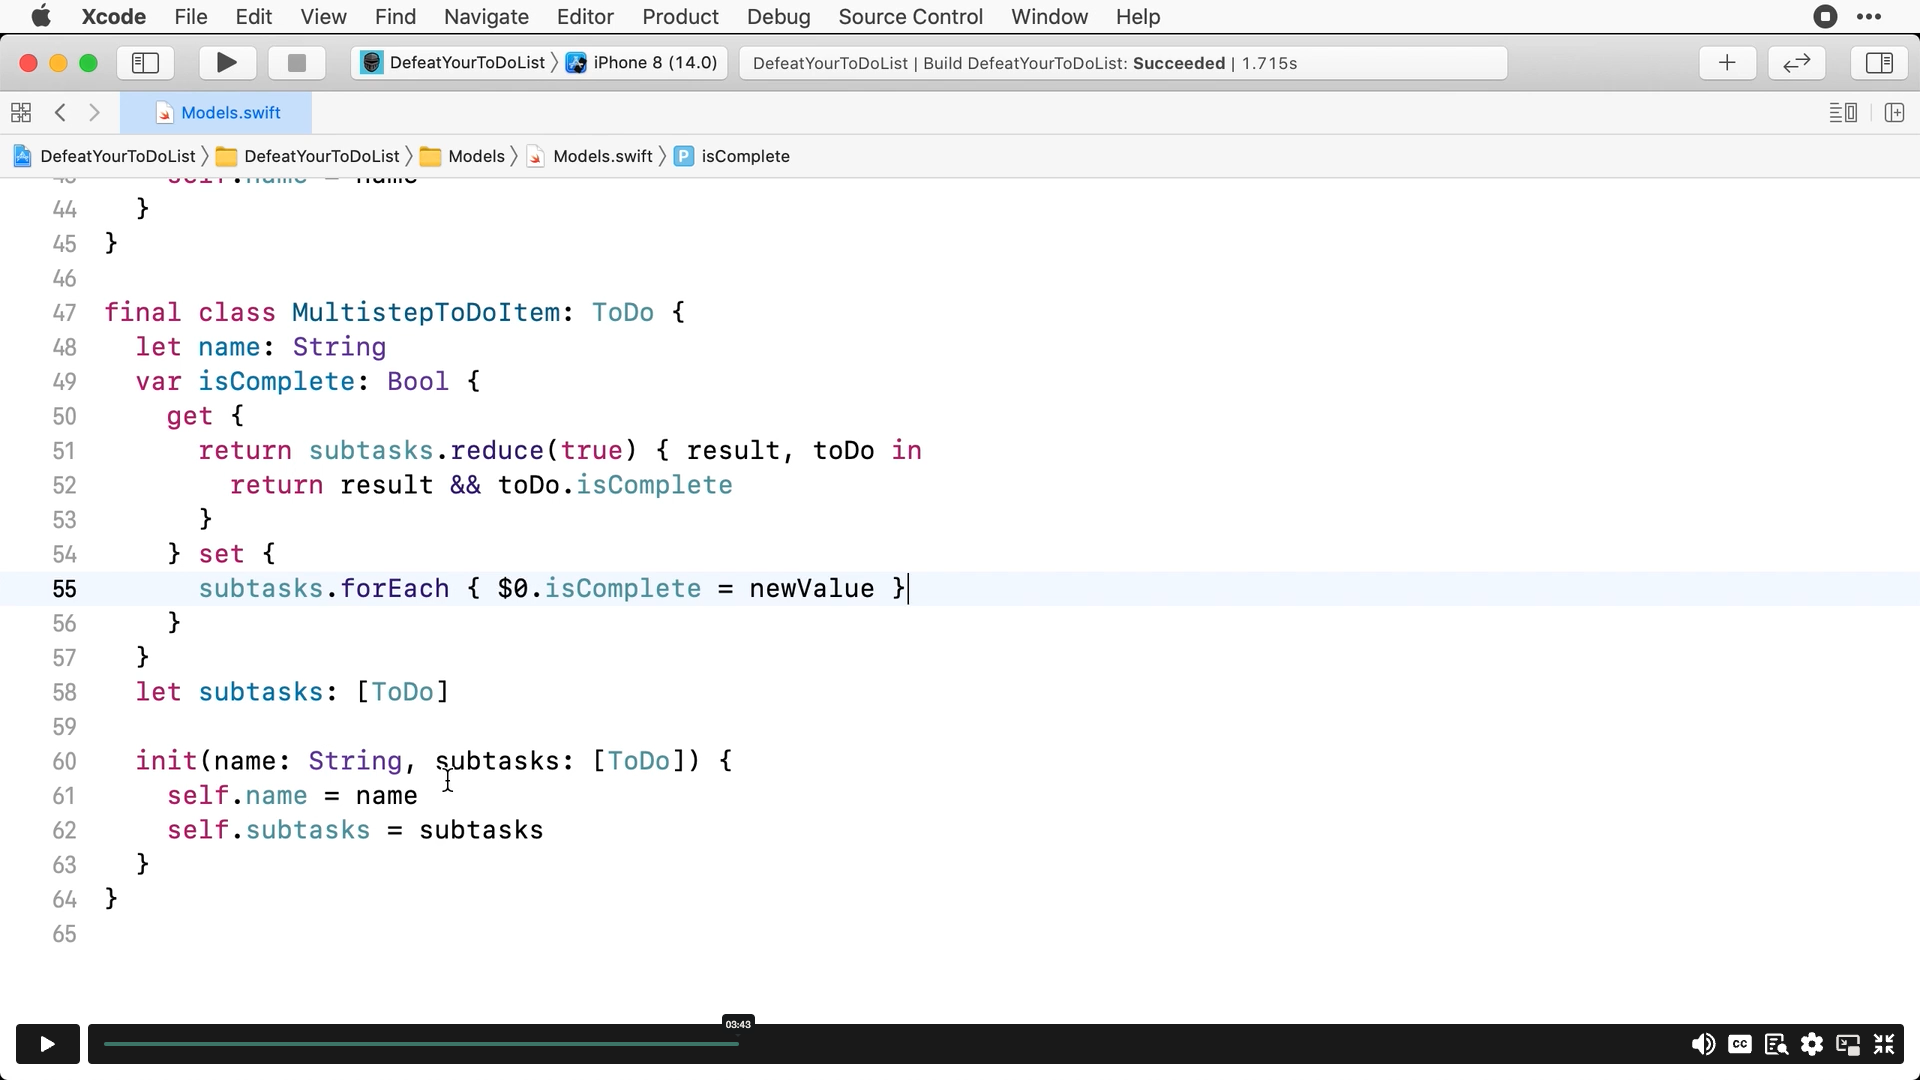 Xcode File Edit View Find Navigate Editor Product Debug Source Control Window Help
DefeatYourToDoList 〉 iPhone 8 (14.0) DefeatYourToDoList | Build DefeatYourToDoList: Succeeded | 1.715s
Models.swift
DefeatYourToDoList 〉 DefeatYourToDoList 〉 Models 〉 Models.swift 〉 P isComplete
43 self.name = name
44 }
45 }
46
47 final class MultistepToDoItem: ToDo {
48 let name: String
49 var isComplete: Bool {
50 get {
51 return subtasks.reduce(true) { result, toDo in
52 return result && toDo.isComplete
53 }
54 } set {
55 subtasks.forEach { $0.isComplete = newValue }
56 }
57 }
58 let subtasks: [ToDo]
59
60 init(name: String, subtasks: [ToDo]) {
61 self.name = name
62 self.subtasks = subtasks
63 }
64 }
65
03:43
CC